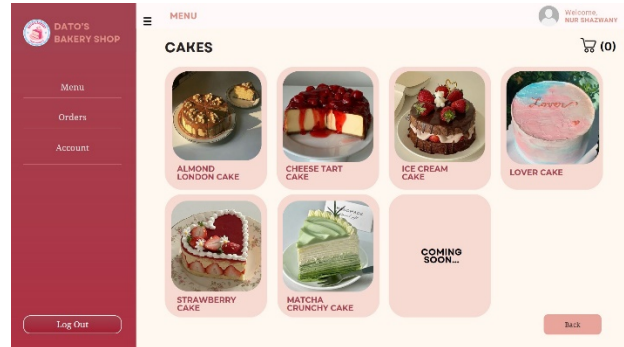 DATO'S
BAKERY SHOP
Menu
Orders
Account
Log Out
MENU
Welcome,
NUR SHAZWANY
CAKES
(0)
ALMOND
LONDON CAKE
CHEESE TART
CAKE
ICE CREAM
CAKE
Lover
LOVER CAKE
STRAWBERRY
CAKE
MATCHA
CRUNCHY CAKE
COMING
SOON...
Back